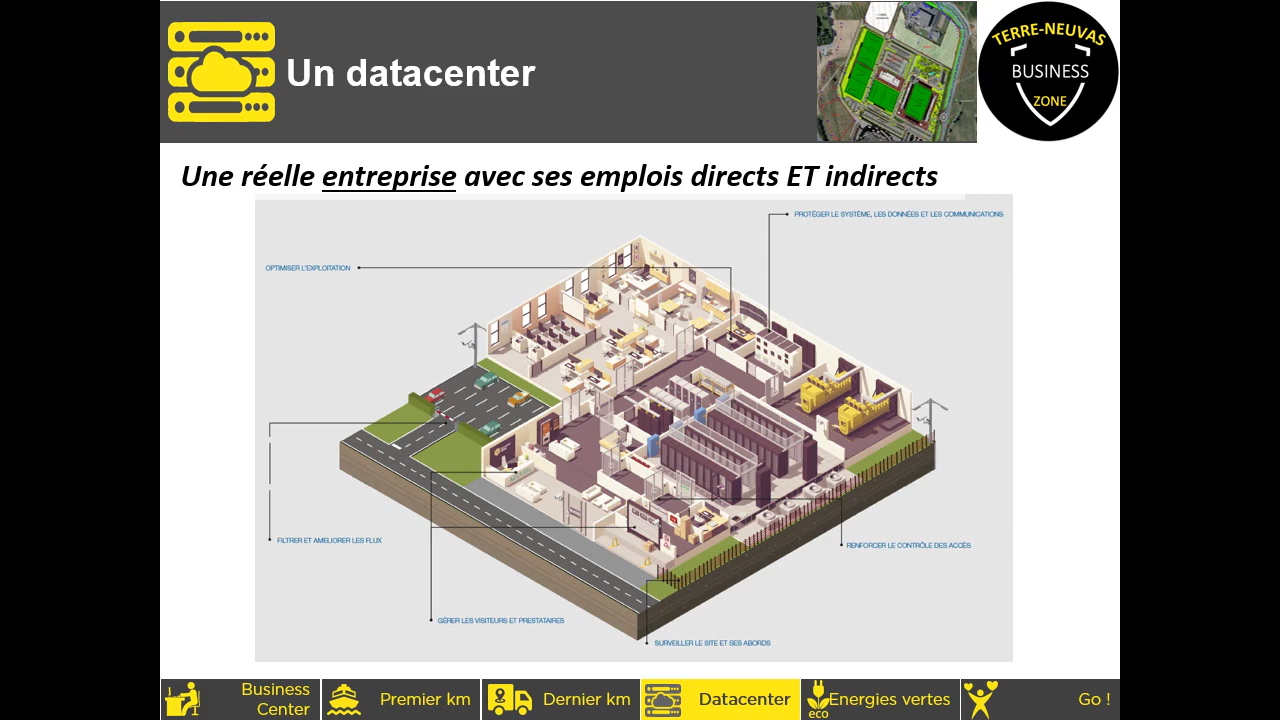 Un datacenter
TERRE-NEUVAS
BUSINESS
ZONE
Une réelle entreprise avec ses emplois directs ET indirects
PROTÉGER LE SYSTÈME, LES DONNÉES ET LES COMMUNICATIONS
OPTIMISER L'EXPLOITATION
FILTRER ET AMELIORER LES FLUX
RENFORCER LE CONTRÔLE DES ACCÈS
GÉRER LES VISITEURS ET PRESTATAIRES
SURVEILLER LE SITE ET SES ABORDS
Business
Center
Premier km
Dernier km
Datacenter
eco
Energies vertes
Go !